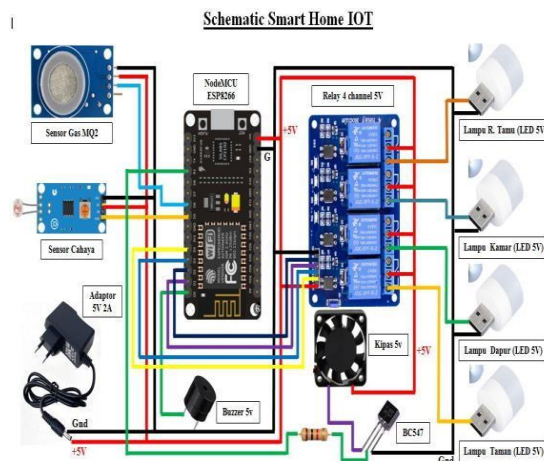 Schematic Smart Home IOT
NodeMCU
ESP8266
Relay 4 channel 5V
Sensor Gas MQ2
+5V
G
Lampu R. Tamu (LED 5V
Sensor Cahaya
Lampu Kamar (LED 5V)
Adaptor
5V 2A
WiFi
FC
Kipas 5v
+5V
Lampu Dapur (LED 5V)
Buzzer 5v
Gnd
+5V
BC547
Gnd
Lampu Taman (LED 5V)